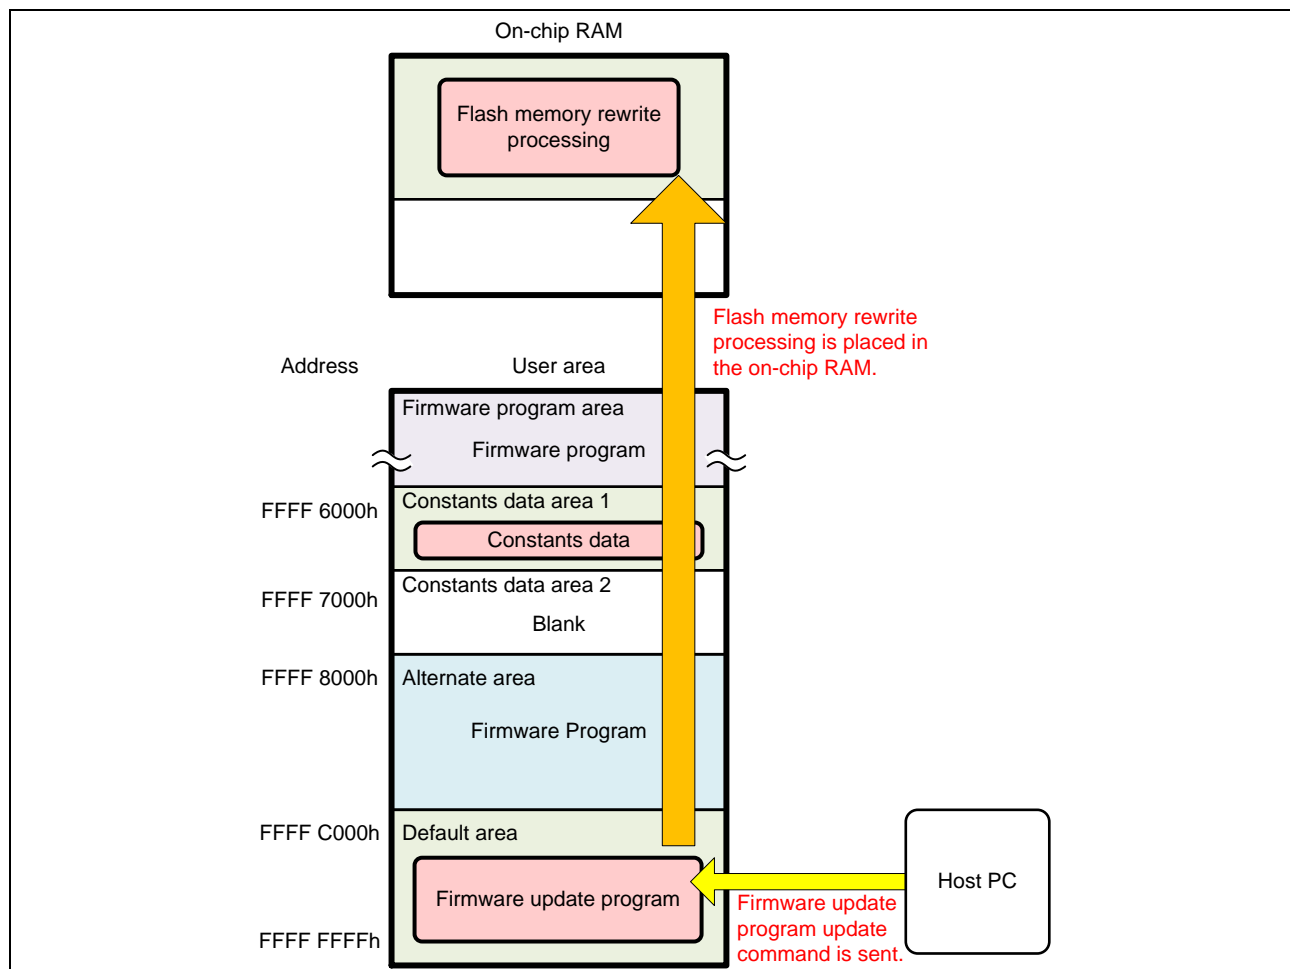 On-chip RAM
Flash memory rewrite
processing
Flash memory rewrite
processing is placed in
the on-chip RAM.
Address
User area
Firmware program area
Firmware program
FFFF 6000h
Constants data area 1
Constants data
FFFF 7000h
Constants data area 2
Blank
FFFF 8000h
Alternate area
Firmware Program
FFFF C000h
Default area
Firmware update program
Host PC
Firmware update
program update
command is sent.
FFFF FFFFh